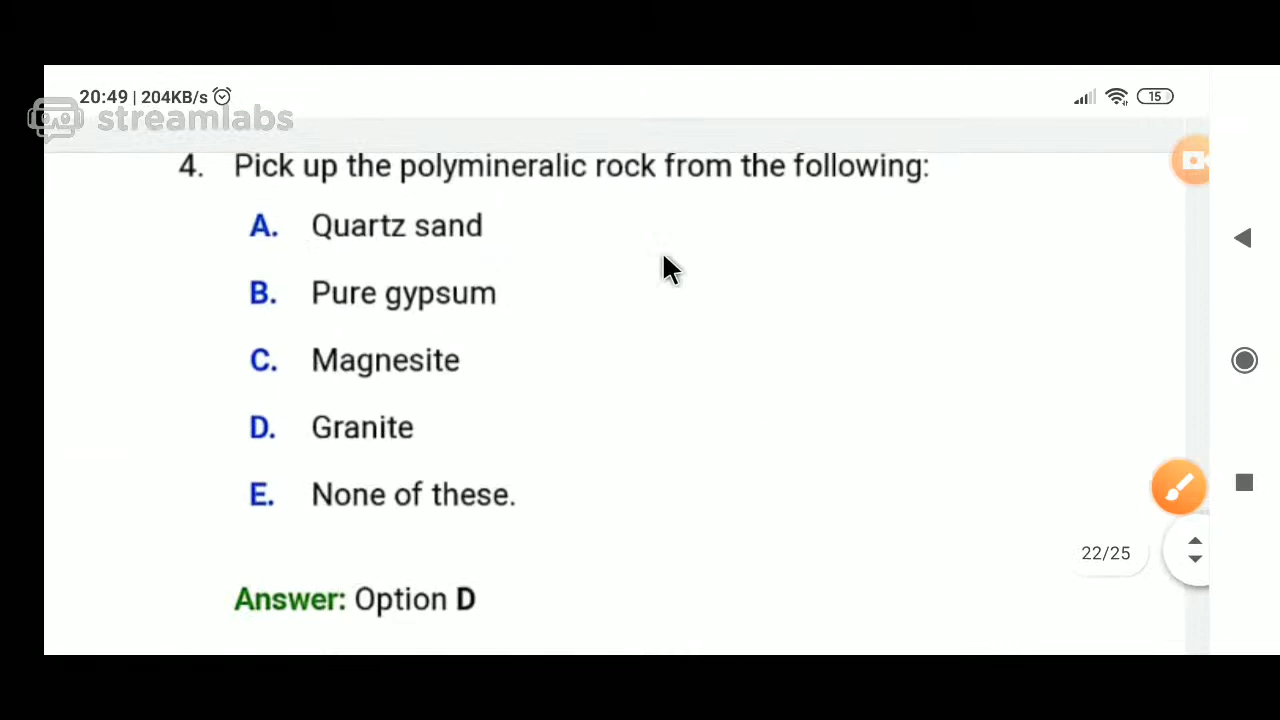 20:49 | 204KB/s
15
streamlabs
4. Pick up the polymineralic rock from the following:
A. Quartz sand
B. Pure gypsum
C. Magnesite
D. Granite
E. None of these.
22/25
Answer: Option D